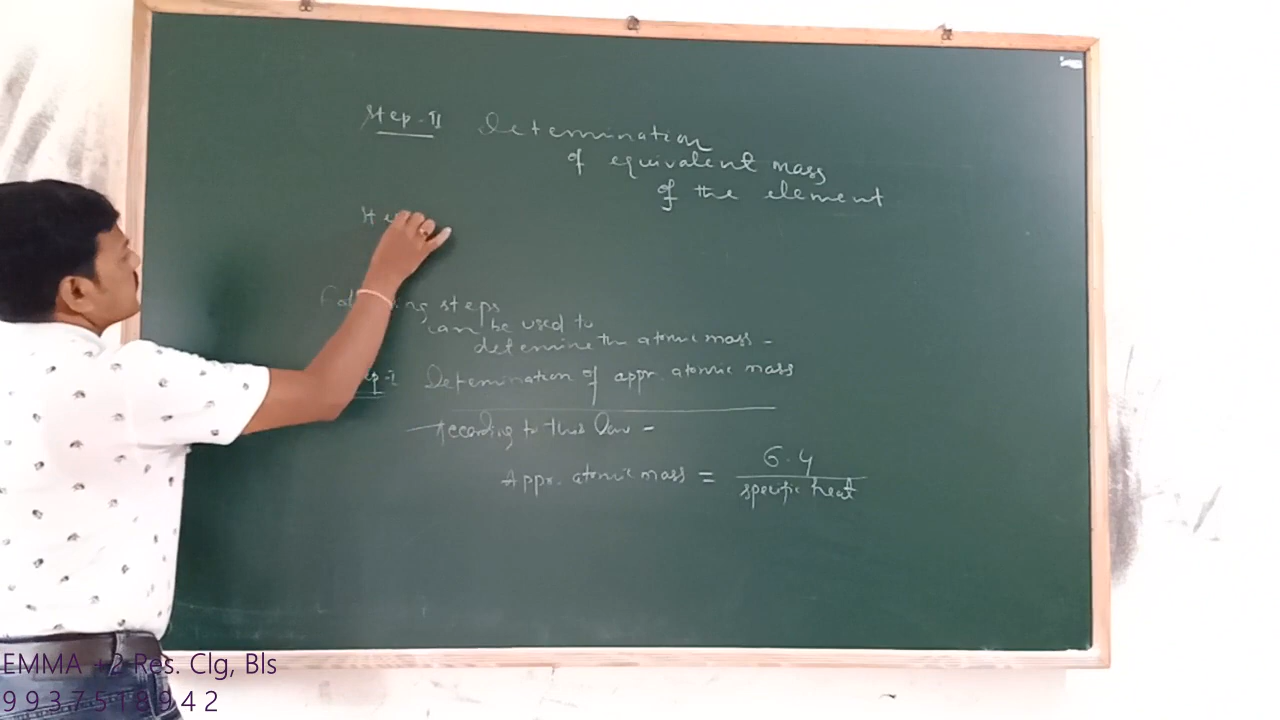 Step-II Determination
of equivalent mass
of the element
Ste
steps
can be used to
determine the atomic mass -
Step-I Determination of appr. atomic mass
According to this law -
Appr. atomic mass = 6.4
specific heat
EMMA +2 Res. Clg, Bls
9937518942